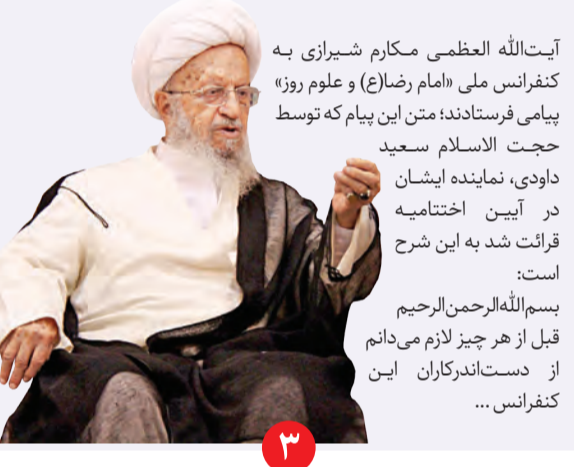 آیت‌الله العظمی مکارم شیرازی به
کنفرانس ملی «امام رضا(ع) و علوم روز»
پیامی فرستادند؛ متن این پیام که توسط
حجت الاسلام سعید
داودی، نماینده ایشان
در آیین اختتامیه
قرائت شد به این شرح
است:
بسم‌الله‌الرحمن‌الرحیم
قبل از هر چیز لازم می‌دانم
از دست‌اندرکاران این
کنفرانس ...
۳